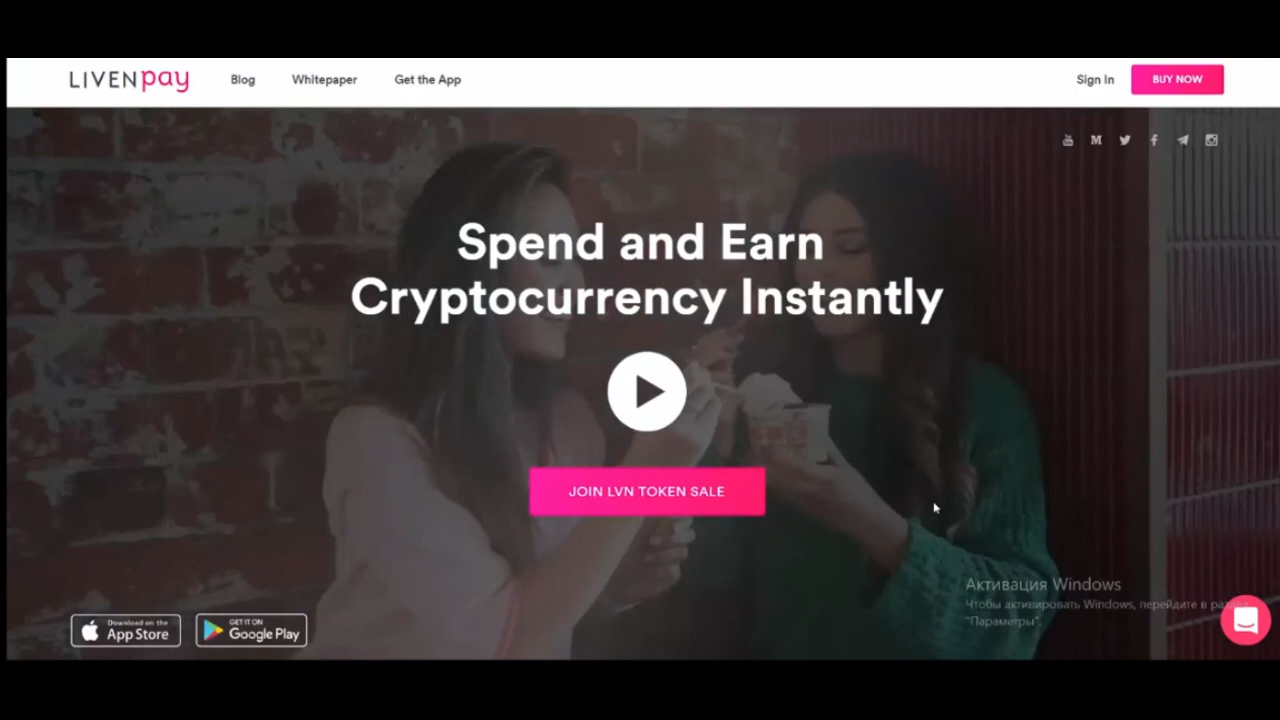 LIVENpay
Blog
Whitepaper
Get the App
Sign In
BUY NOW
Spend and Earn
Cryptocurrency Instantly
JOIN LVN TOKEN SALE
Активация Windows
Чтобы активировать Windows, перейдите в
"Параметры".
Download on the
App Store
GET IT ON
Google Play